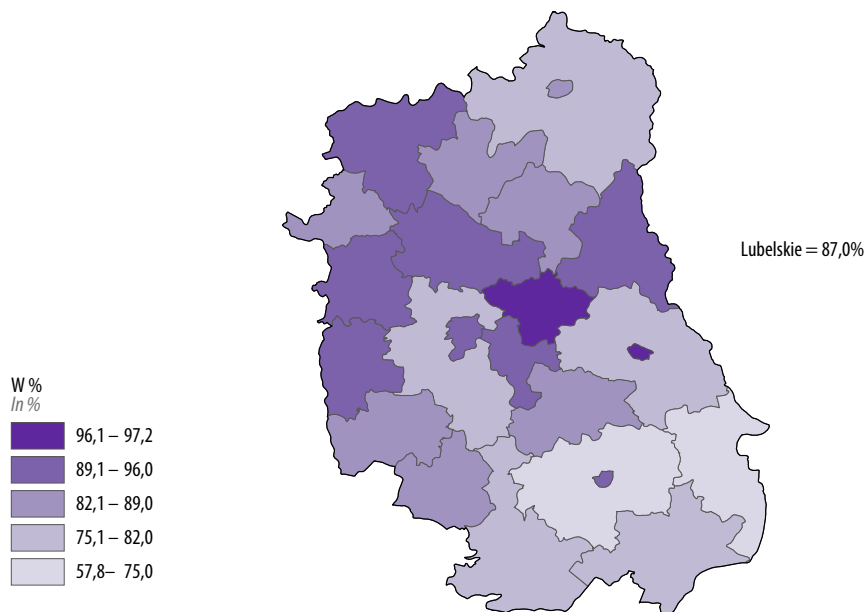 Lubelskie = 87,0%
W %
In %
96,1 – 97,2
89,1 – 96,0
82,1 – 89,0
75,1 – 82,0
57,8– 75,0